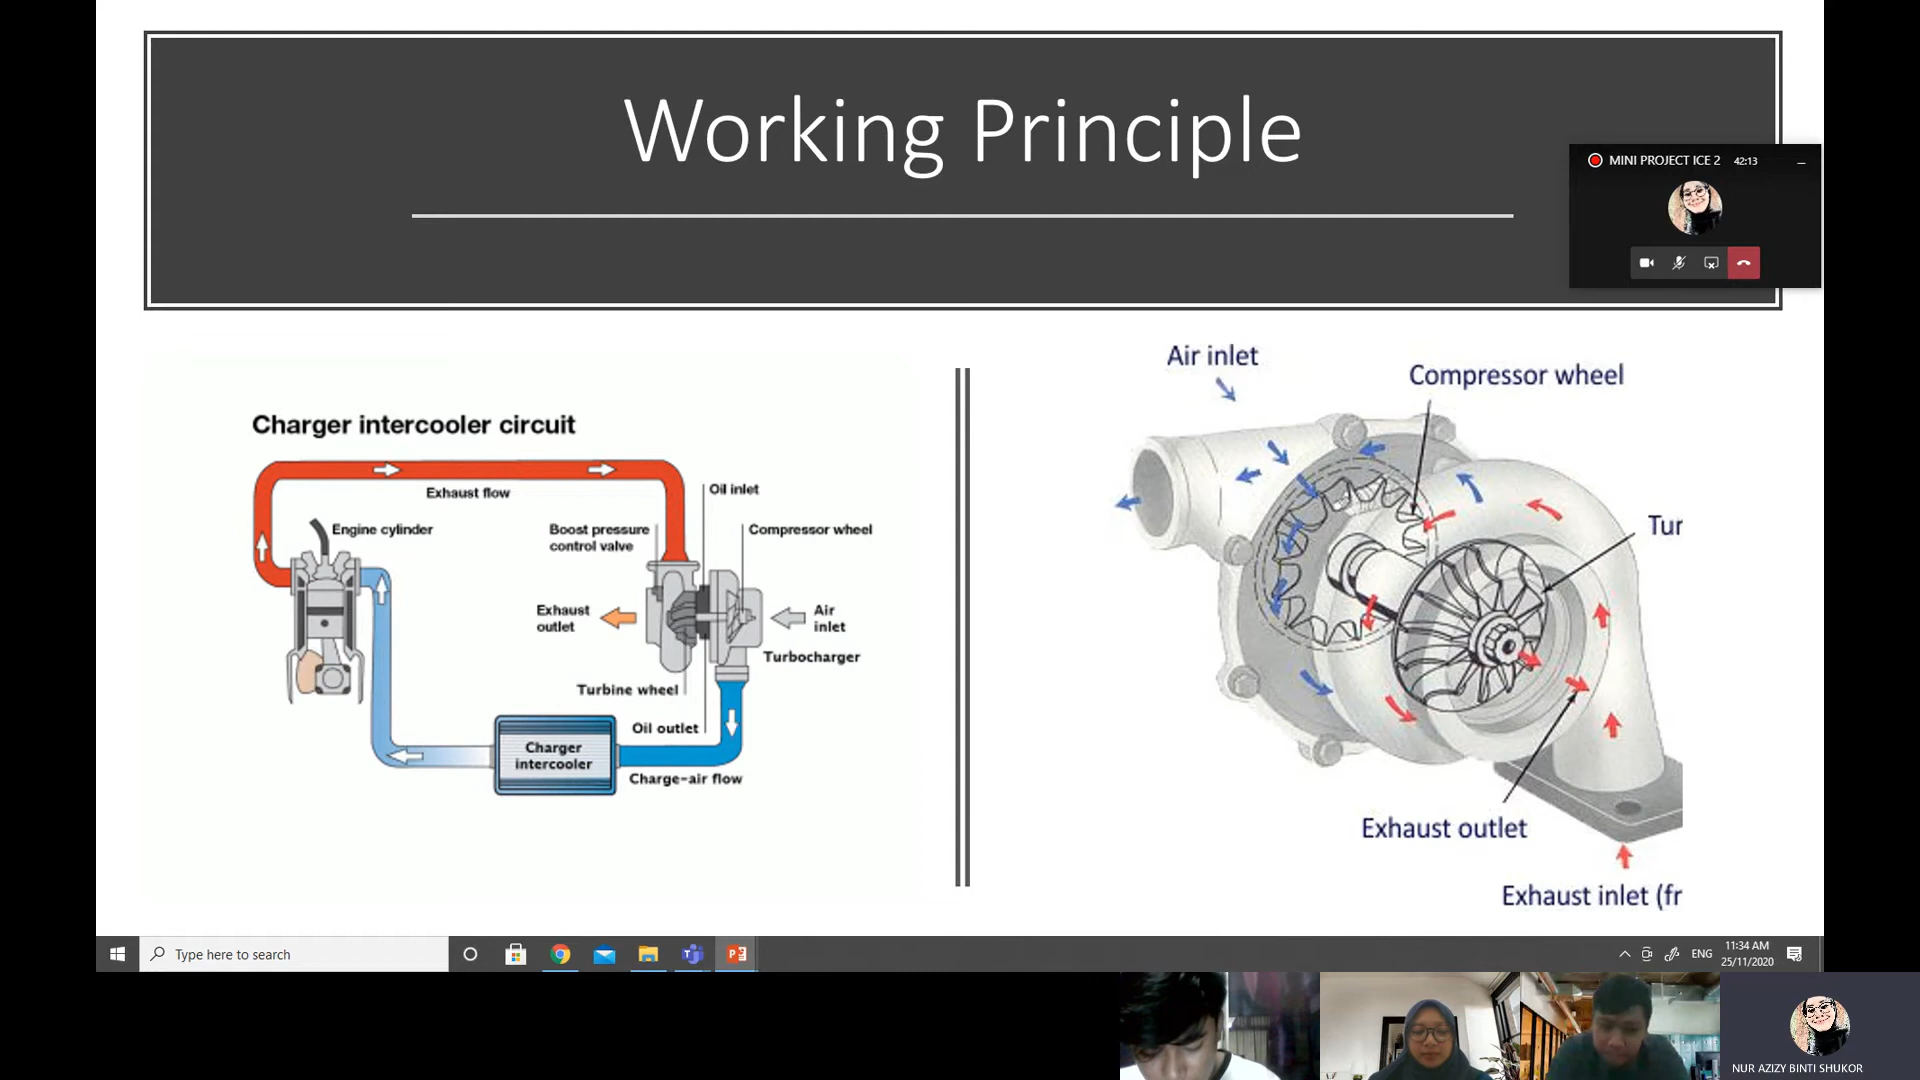 Working Principle
MINI PROJECT ICE 2 42:13
Charger intercooler circuit
Exhaust flow
Oil inlet
Engine cylinder
Boost pressure
control valve
Compressor wheel
Exhaust
outlet
Air
inlet
Turbocharger
Turbine wheel
Oil outlet
Charger
intercooler
Charge-air flow
Air inlet
Compressor wheel
Tur
Exhaust outlet
Exhaust inlet (fr
Type here to search
ENG
11:34 AM
25/11/2020
NUR AZIZY BINTI SHUKOR